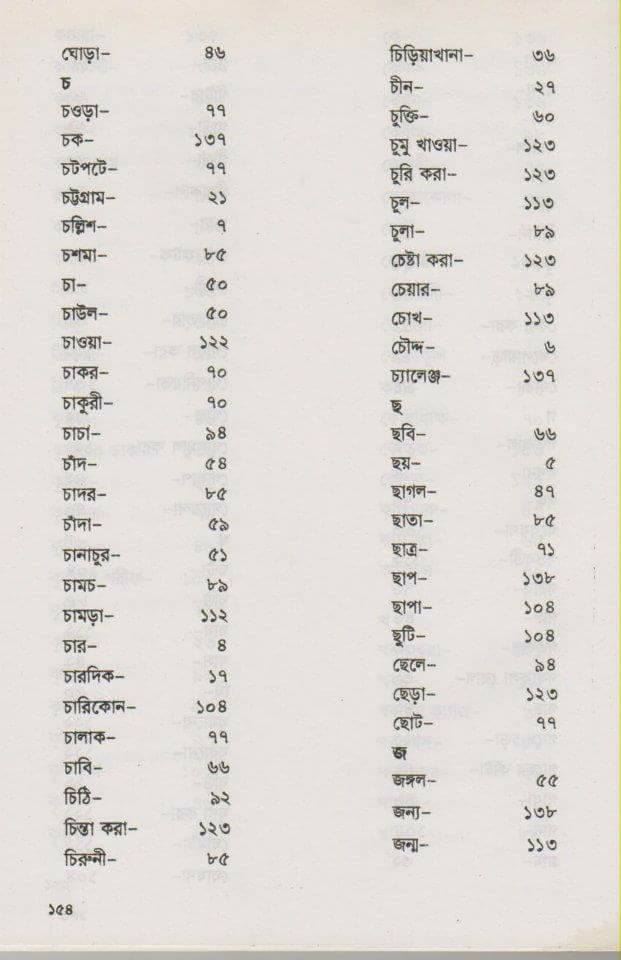 ঘোড়া– ৪৬
চ
চওড়া– ৭৭
চক– ১৩৭
চটপটে– ৭৭
চট্টগ্রাম– ২১
চল্লিশ– ৭
চশমা– ৮৫
চা– ৫০
চাউল– ৫০
চাওয়া– ১২২
চাকর– ৭০
চাকুরী– ৭০
চাচা– ৯৪
চাঁদ– ৫৪
চাদর– ৮৫
চাঁদা– ৫৯
চানাচুর– ৫১
চামচ– ৮৯
চামড়া– ১১২
চার– ৪
চারদিক– ১৭
চারিকোন– ১০৪
চালাক– ৭৭
চাবি– ৬৬
চিঠি– ৯২
চিন্তা করা– ১২৩
চিরুনী– ৮৫
চিড়িয়াখানা– ৩৬
চীন– ২৭
চুক্তি– ৬০
চুমু খাওয়া– ১২৩
চুরি করা– ১২৩
চুল– ১১৩
চুলা– ৮৯
চেষ্টা করা– ১২৩
চেয়ার– ৮৯
চোখ– ১১৩
চৌদ্দ– ৬
চ্যালেঞ্জ– ১৩৭
ছ
ছবি– ৬৬
ছয়– ৫
ছাগল– ৪৭
ছাতা– ৮৫
ছাত্র– ৭১
ছাপ– ১৩৮
ছাপা– ১০৪
ছুটি– ১০৪
ছেলে– ৯৪
ছেড়া– ১২৩
ছোট– ৭৭
জ
জঙ্গল– ৫৫
জন্য– ১৩৮
জন্ম– ১১৩
১৫৪